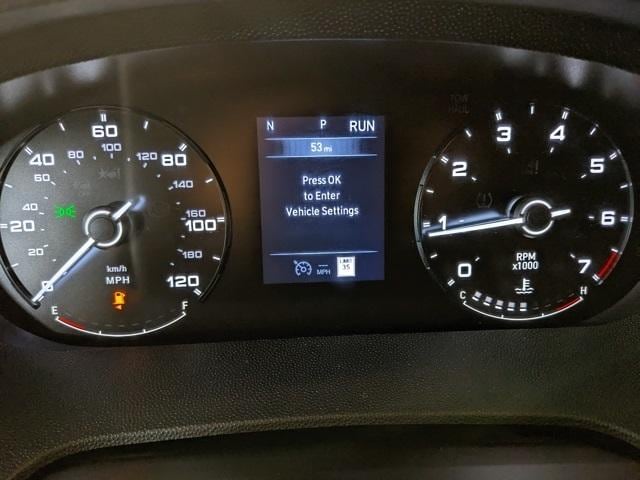 0
20
40
60
80
100
120
20
40
60
80
100
120
140
160
180
km/h
MPH
E
F
N P RUN
53 mi
Press OK
to Enter
Vehicle Settings
--- MPH
LIMIT
35
TOW
HAUL
0
1
2
3
4
5
6
7
RPM
x1000
C
H